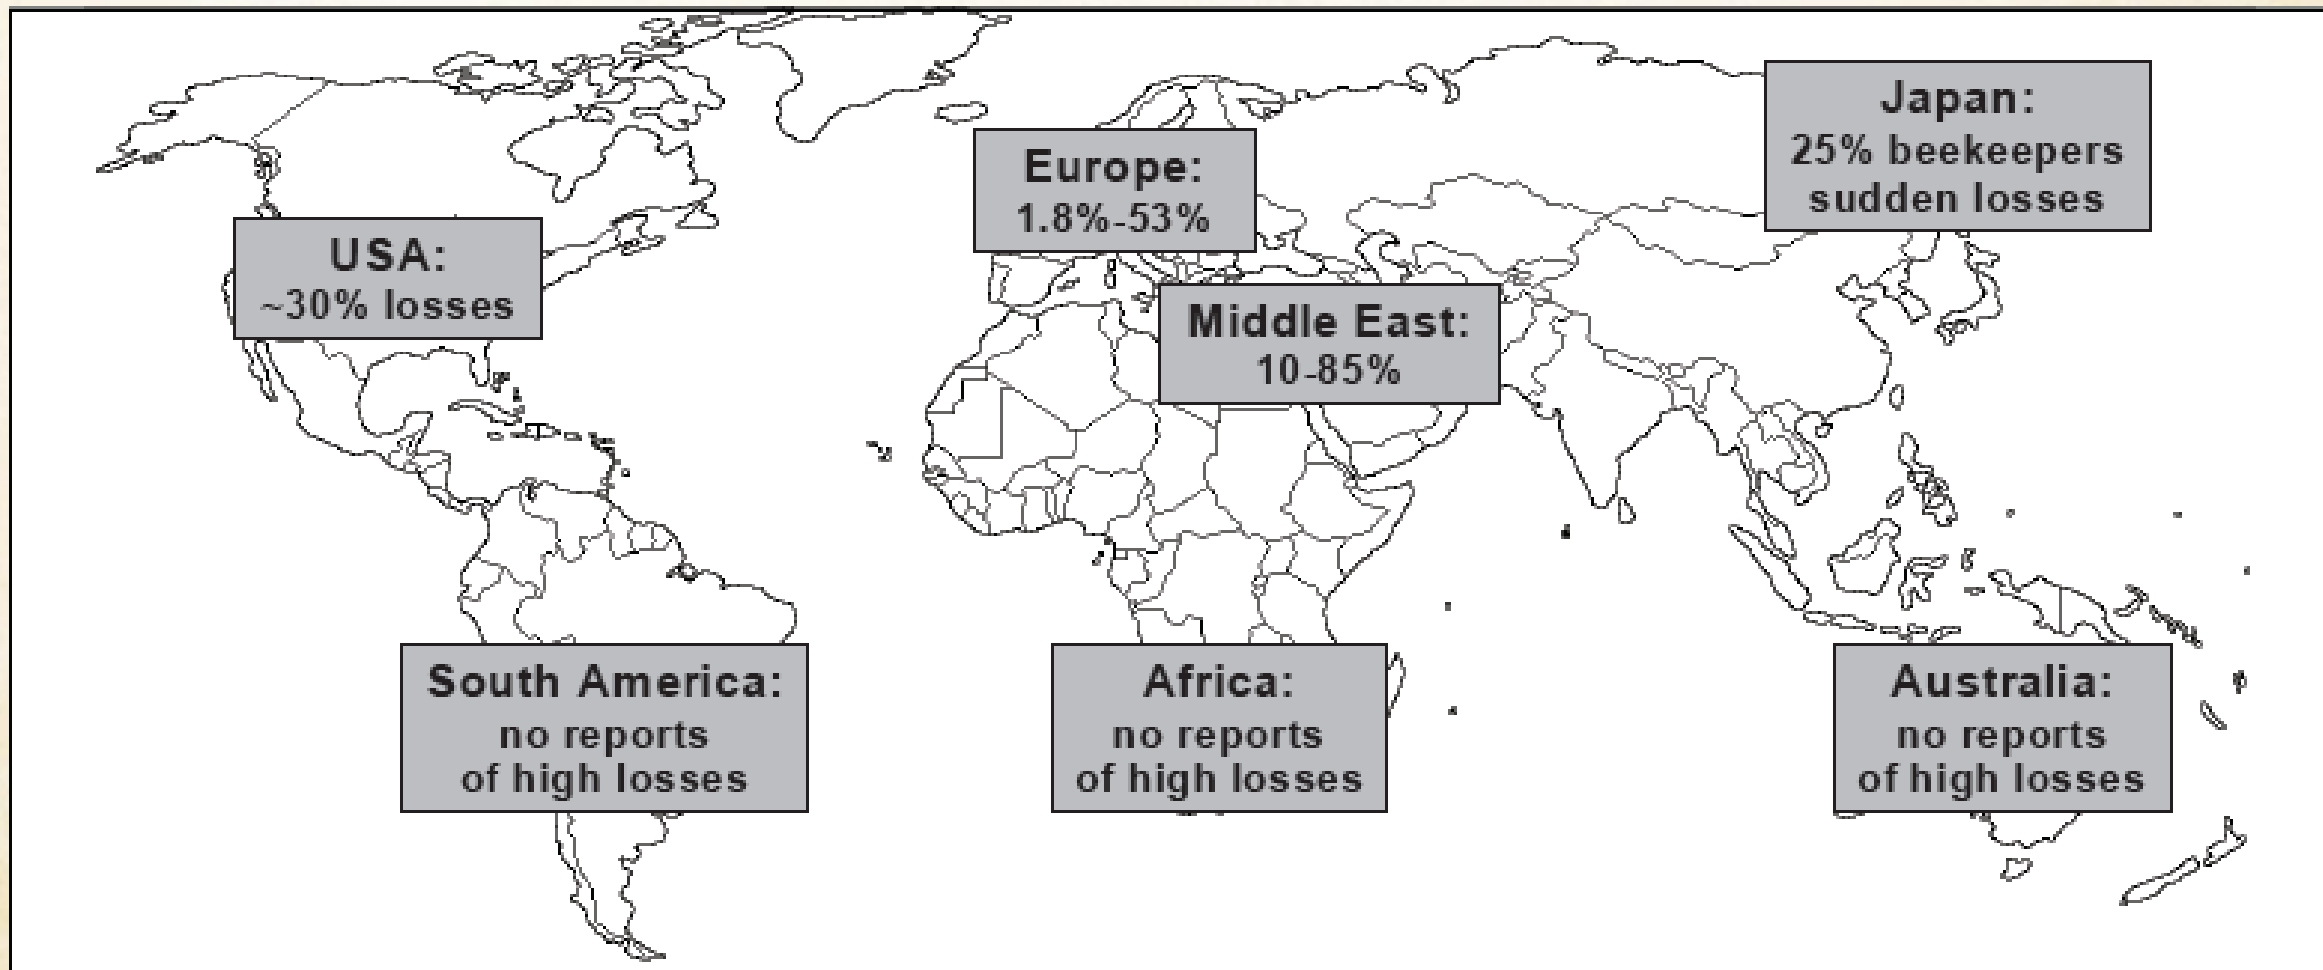 Japan:
25% beekeepers
sudden losses
Europe:
1.8%-53%
USA:
~30% losses
Middle East:
10-85%
South America:
no reports
of high losses
Africa:
no reports
of high losses
Australia:
no reports
of high losses